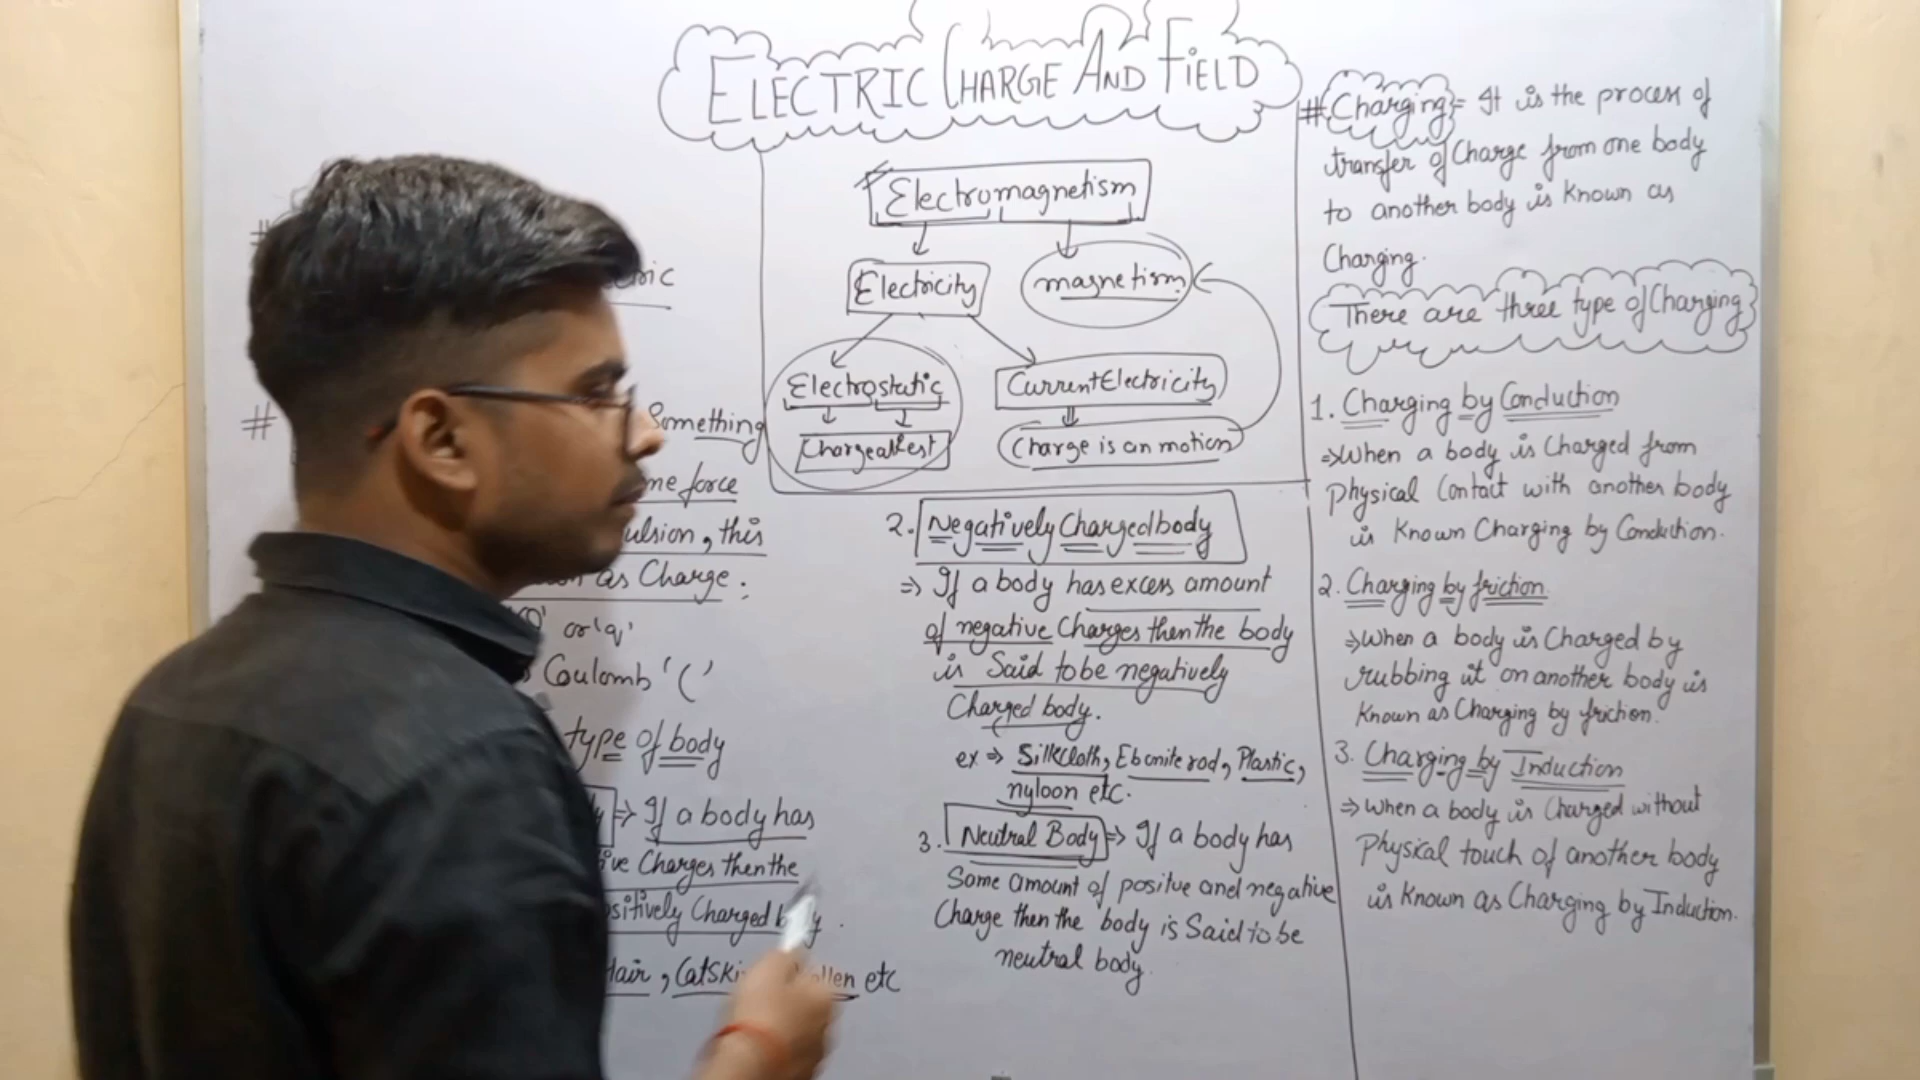 ELECTRIC CHARGE AND FIELD
Electromagnetism
Electricity
magnetism
Electrostatic
Current Electricity
Charge at Rest
Charge is in motion
#
#
Something
force
this
as Charge.
or 'q'
Coulomb 'C'
type of body
⇒ If a body has
Charges then the
Charged body.
Hair, Cat Skin, etc
2. Negatively Charged body
⇒ If a body has excess amount
of negative Charges then the body
is Said to be negatively
Charged body.
ex ⇒ Silk Cloth, Ebonite rod, Plastic,
nyloon etc.
3. Neutral Body ⇒ If a body has
Same amount of positve and negative
Charge then the body is Said to be
neutral body.
# Charging = It is the process of
transfer of Charge from one body
to another body is Known as
Charging.
There are three type of Charging
1. Charging by Conduction
⇒ When a body is Charged from
Physical Contact with another body
is Known Charging by Conduction.
2. Charging by friction
⇒ When a body is Charged by
rubbing it on another body is
Known as Charging by friction.
3. Charging by Induction
⇒ When a body is Charged without
Physical touch of another body
is Known as Charging by Induction.